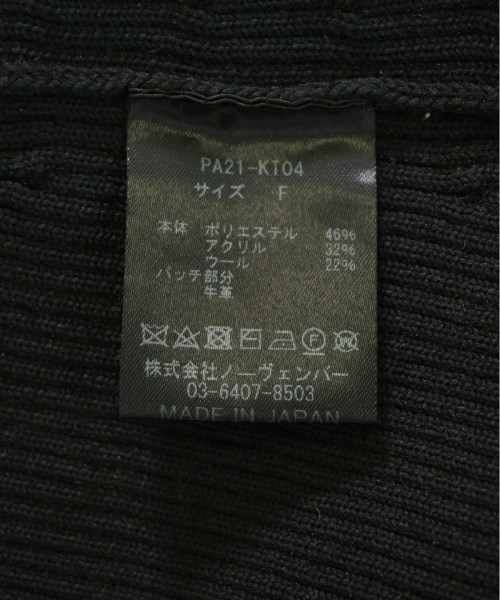 PA21-KT04
サイズ F
本体 ポリエステル 46%
アクリル 32%
ウール 22%
パッチ部分
牛革
F W
株式会社ノーヴェンバー
03-6407-8503
MADE IN JAPAN